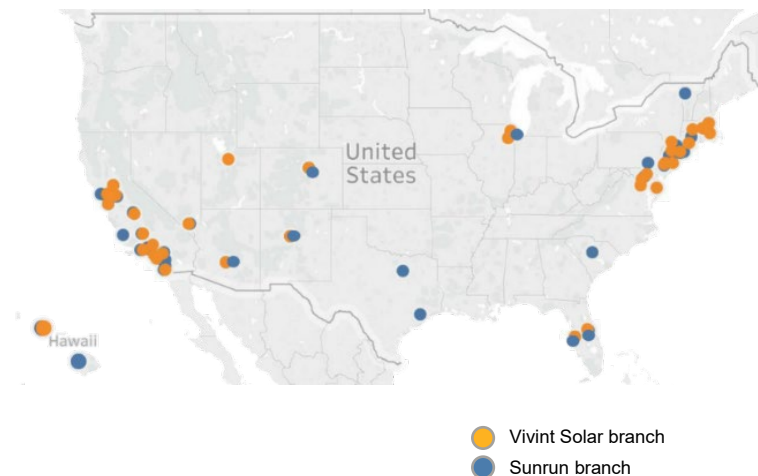 United
States
Hawaii
Vivint Solar branch
Sunrun branch